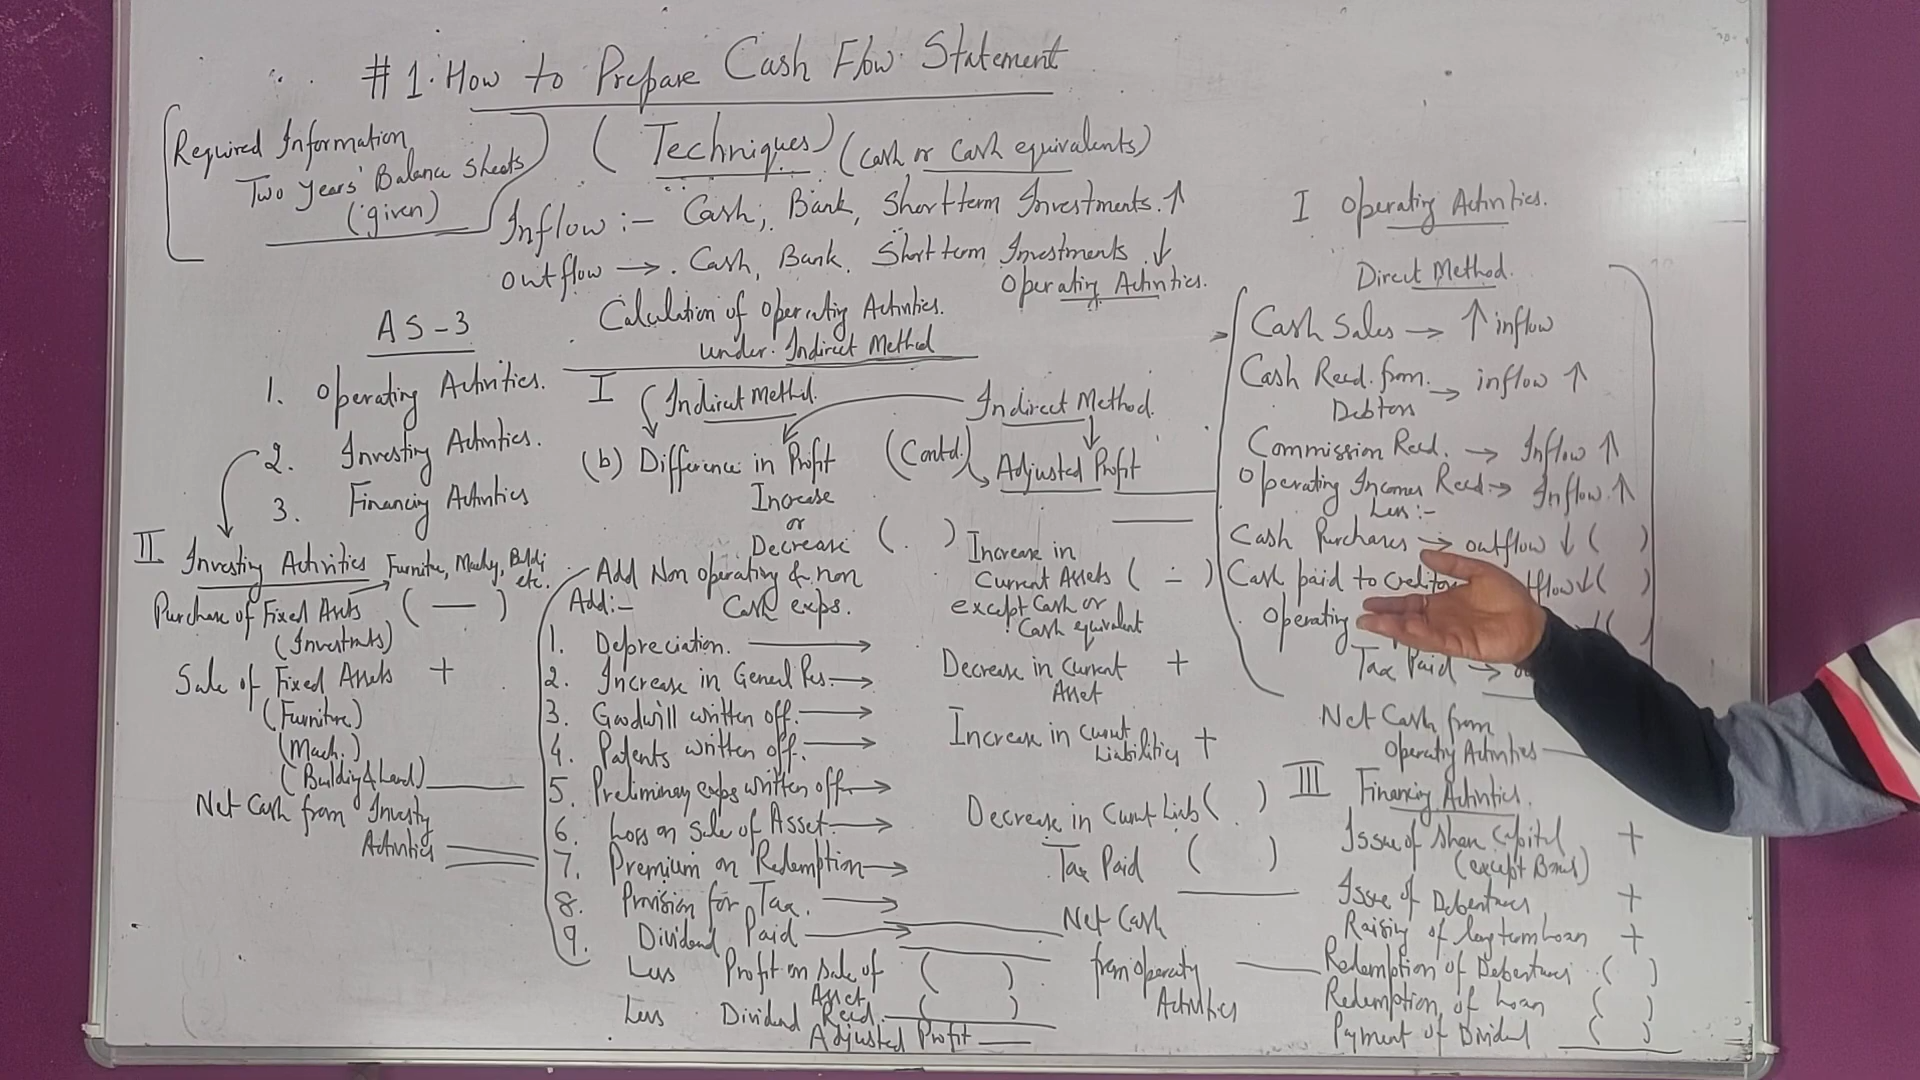 #1. How to Prepare Cash Flow Statement
Required Information
Two Years' Balance Sheets
(given)
(Techniques) (Cash or Cash equivalents)
Inflow :- Cash, Bank, Short term Investments. ↑
outflow → . Cash, Bank, Short term Investments ↓
AS-3
1. Operating Activities.
2. Investing Activities.
3. Financing Activities
II Investing Activities Furniture, Machy, Buldi etc.
Purchase of Fixed Assets ( — )
(Investments)
Sale of Fixed Assets +
(Furniture)
(Mach.)
(Building & Land)
Net Cash from Investg
Activities
Calculation of operating Activities.
under Indirect Method
I Indirect Method.
(b) Difference in Profit
Increase
or
Decrease ( . )
Add Non operating & non
Add:- Cash exps.
1. Depreciation. →
2. Increase in General Res. →
3. Goodwill written off. →
4. Patents written off. →
5. Preliminary exps written off →
6. Loss on Sale of Asset. →
7. Premium on Redemption →
8. Provision for Tax. →
9. Dividend Paid →
Less Profit on sale of ( )
Asset
Less Dividend Recd. ( )
Adjusted Profit
Operating Activities.
Indirect Method.
(Contd.) Adjusted Profit
Increase in
Current Assets ( - )
except Cash or
Cash equivalent
Decrease in Current +
Asset
Increase in curnt +
Liabilities
Decrease in Curnt Liab ( . )
Tax Paid ( )
Net Cash
from operatig
Activities
I Operating Activities.
Direct Method.
Cash Sales → ↑ inflow
Cash Recd. from. → inflow ↑
Debtors
Commission Recd. → Inflow ↑
Operating Incomes Recd. → Inflow. ↑
Less :-
Cash Purchases → outflow ↓ ( )
Cash paid to ↓ ( )
Operating
Tax Paid →
Net Cash from
Operatig Activities
III Financing Activities.
Issue of Share Capital +
(except Bonus)
Issue of Debentures +
Raising of long term Loan +
Redemption of Debentures ( )
Redemption of Loan ( )
Payment of Dividend ( )